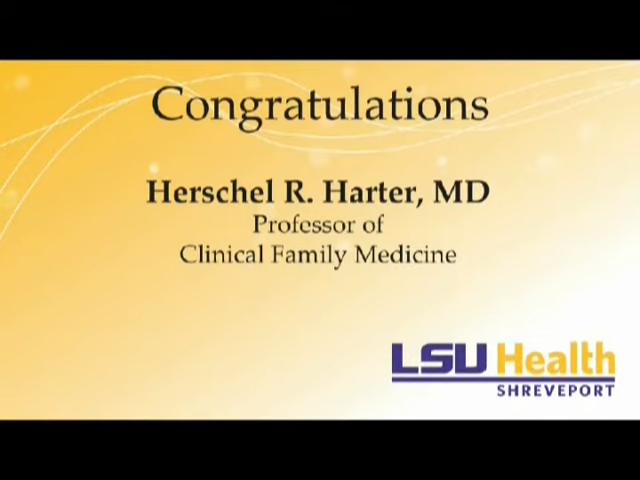 Congratulations
Herschel R. Harter, MD
Professor of
Clinical Family Medicine
LSU Health
SHREVEPORT